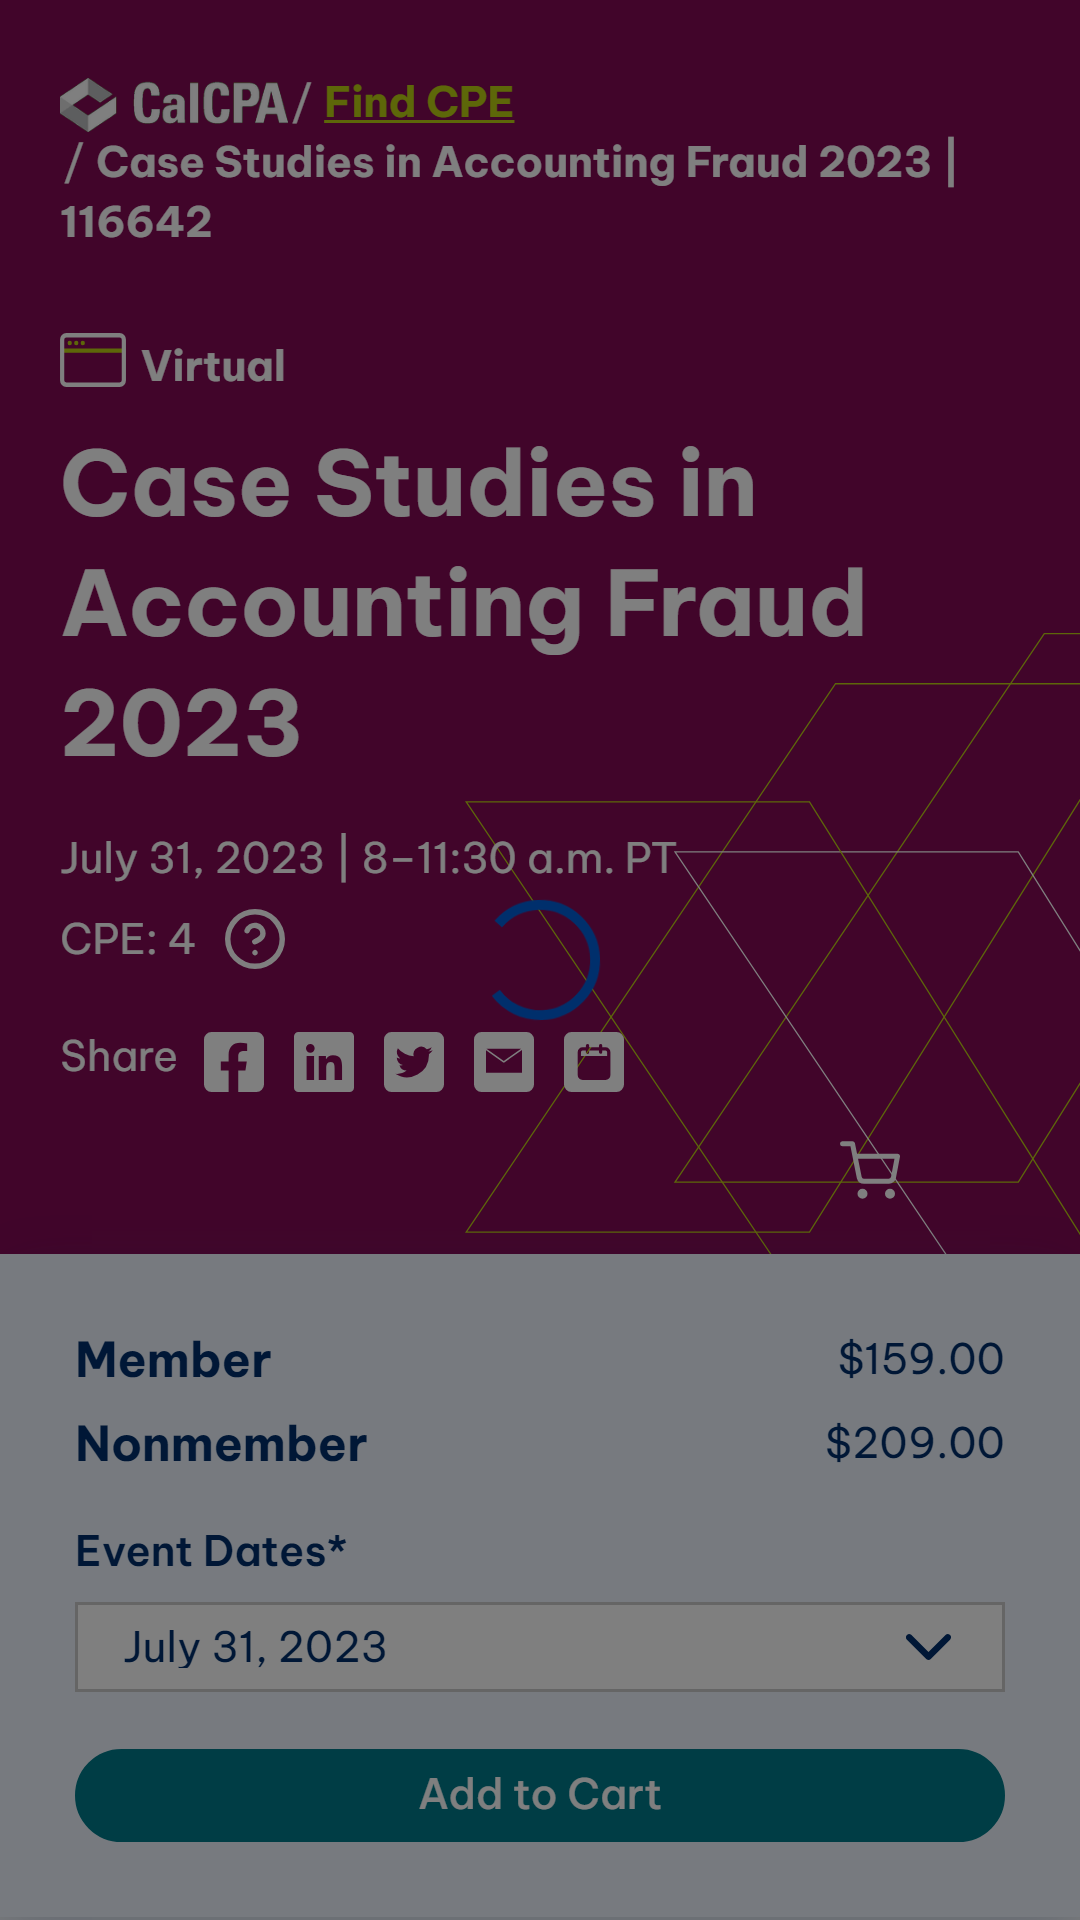 CalCPA / Find CPE
/ Case Studies in Accounting Fraud 2023 |
116642
Virtual
Case Studies in
Accounting Fraud
2023
July 31, 2023 | 8–11:30 a.m. PT
CPE: 4 ?
Share
Member $159.00
Nonmember $209.00
Event Dates*
July 31, 2023
Add to Cart